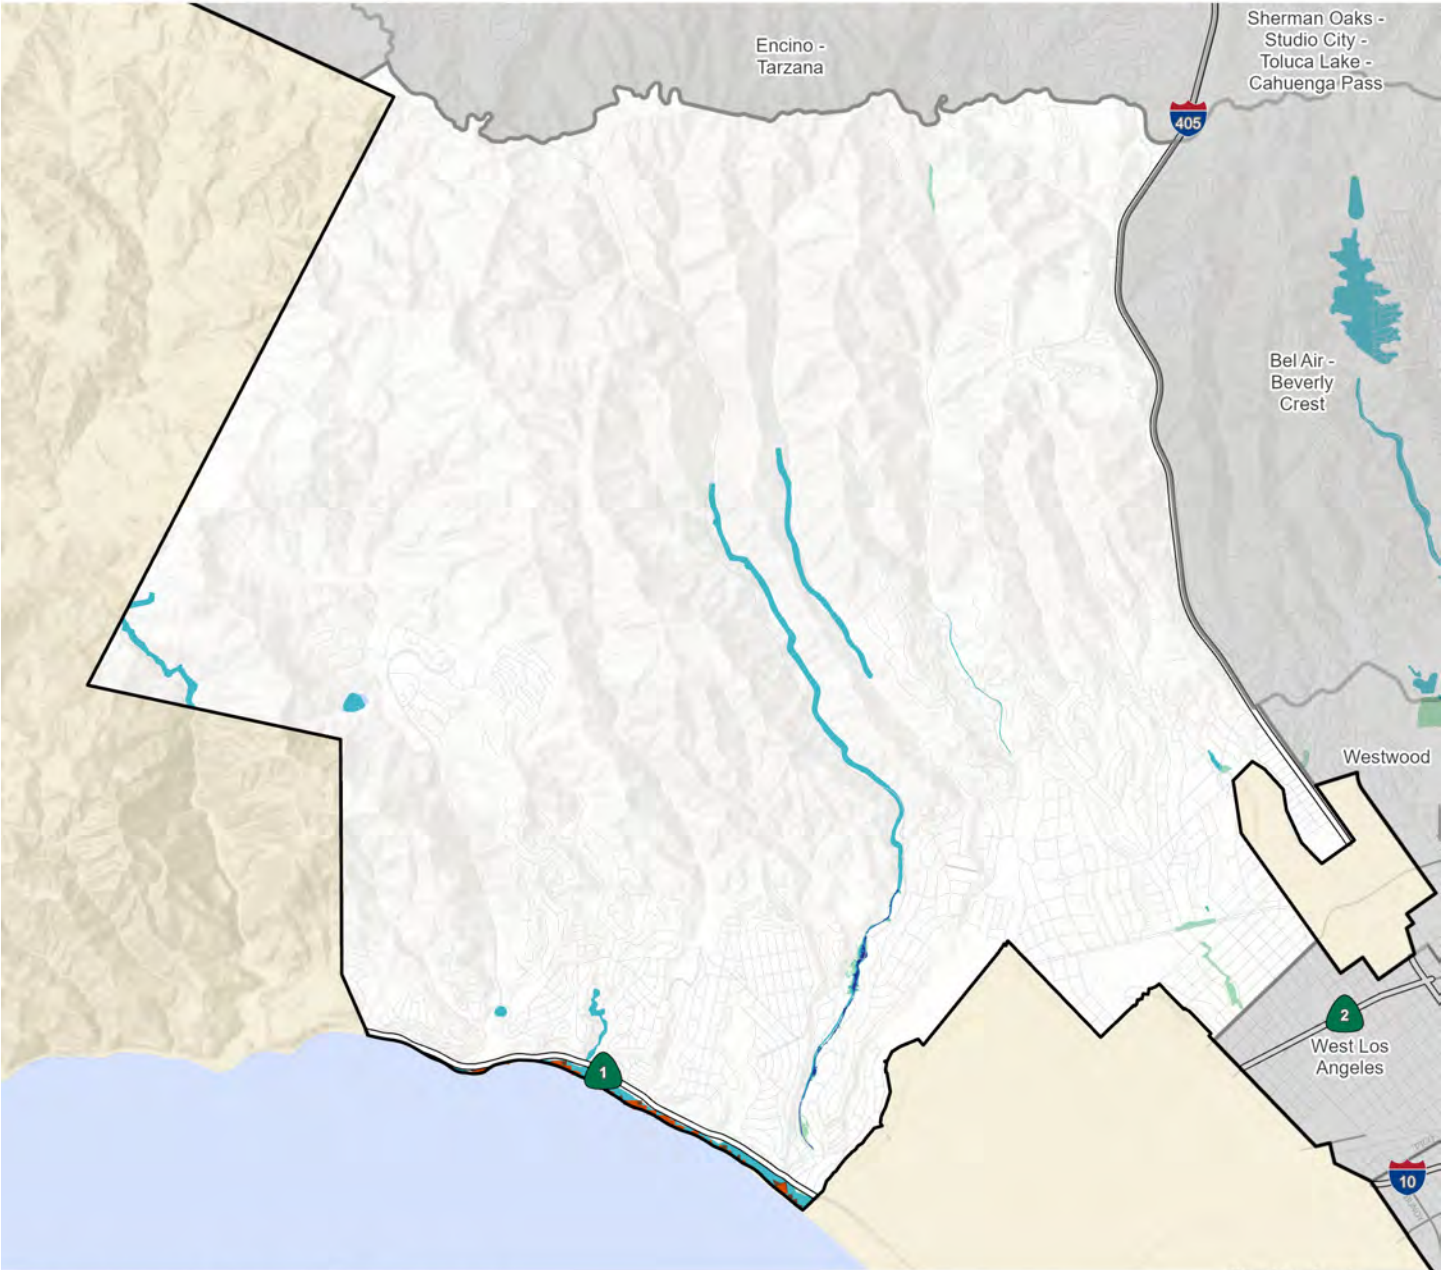 Sherman Oaks -
Studio City -
Toluca Lake -
Cahuenga Pass
Encino -
Tarzana
405
Bel Air -
Beverly
Crest
Westwood
2
West Los
Angeles
1
10